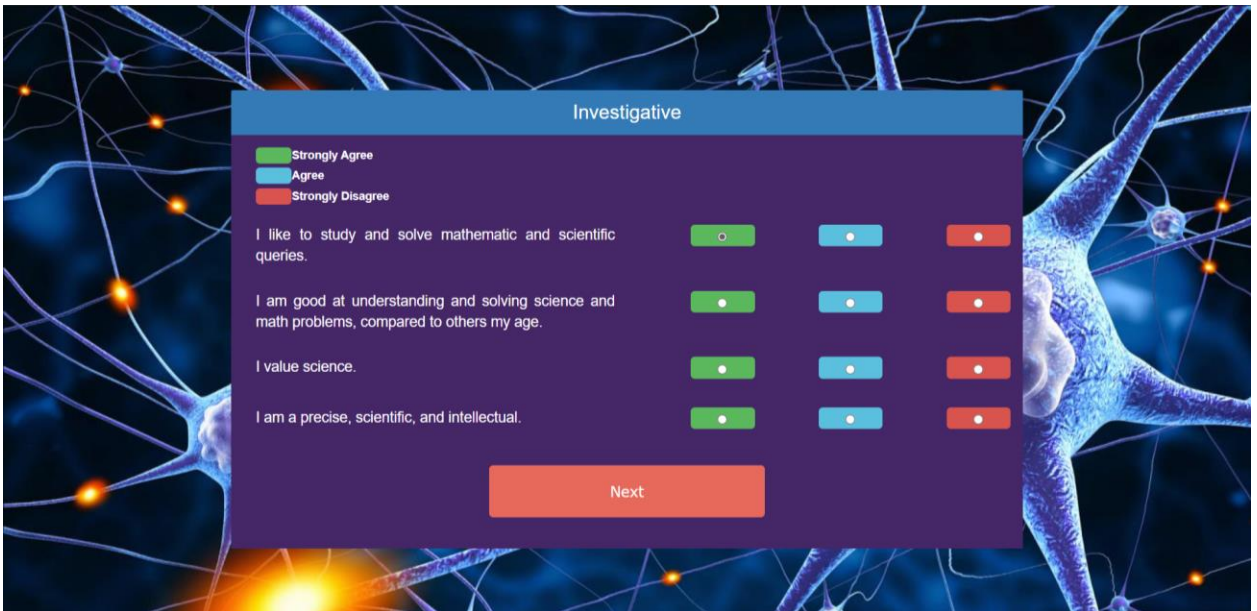 Investigative
Strongly Agree
Agree
Strongly Disagree
I like to study and solve mathematic and scientific
queries.
I am good at understanding and solving science and
math problems, compared to others my age.
I value science.
I am a precise, scientific, and intellectual.
Next